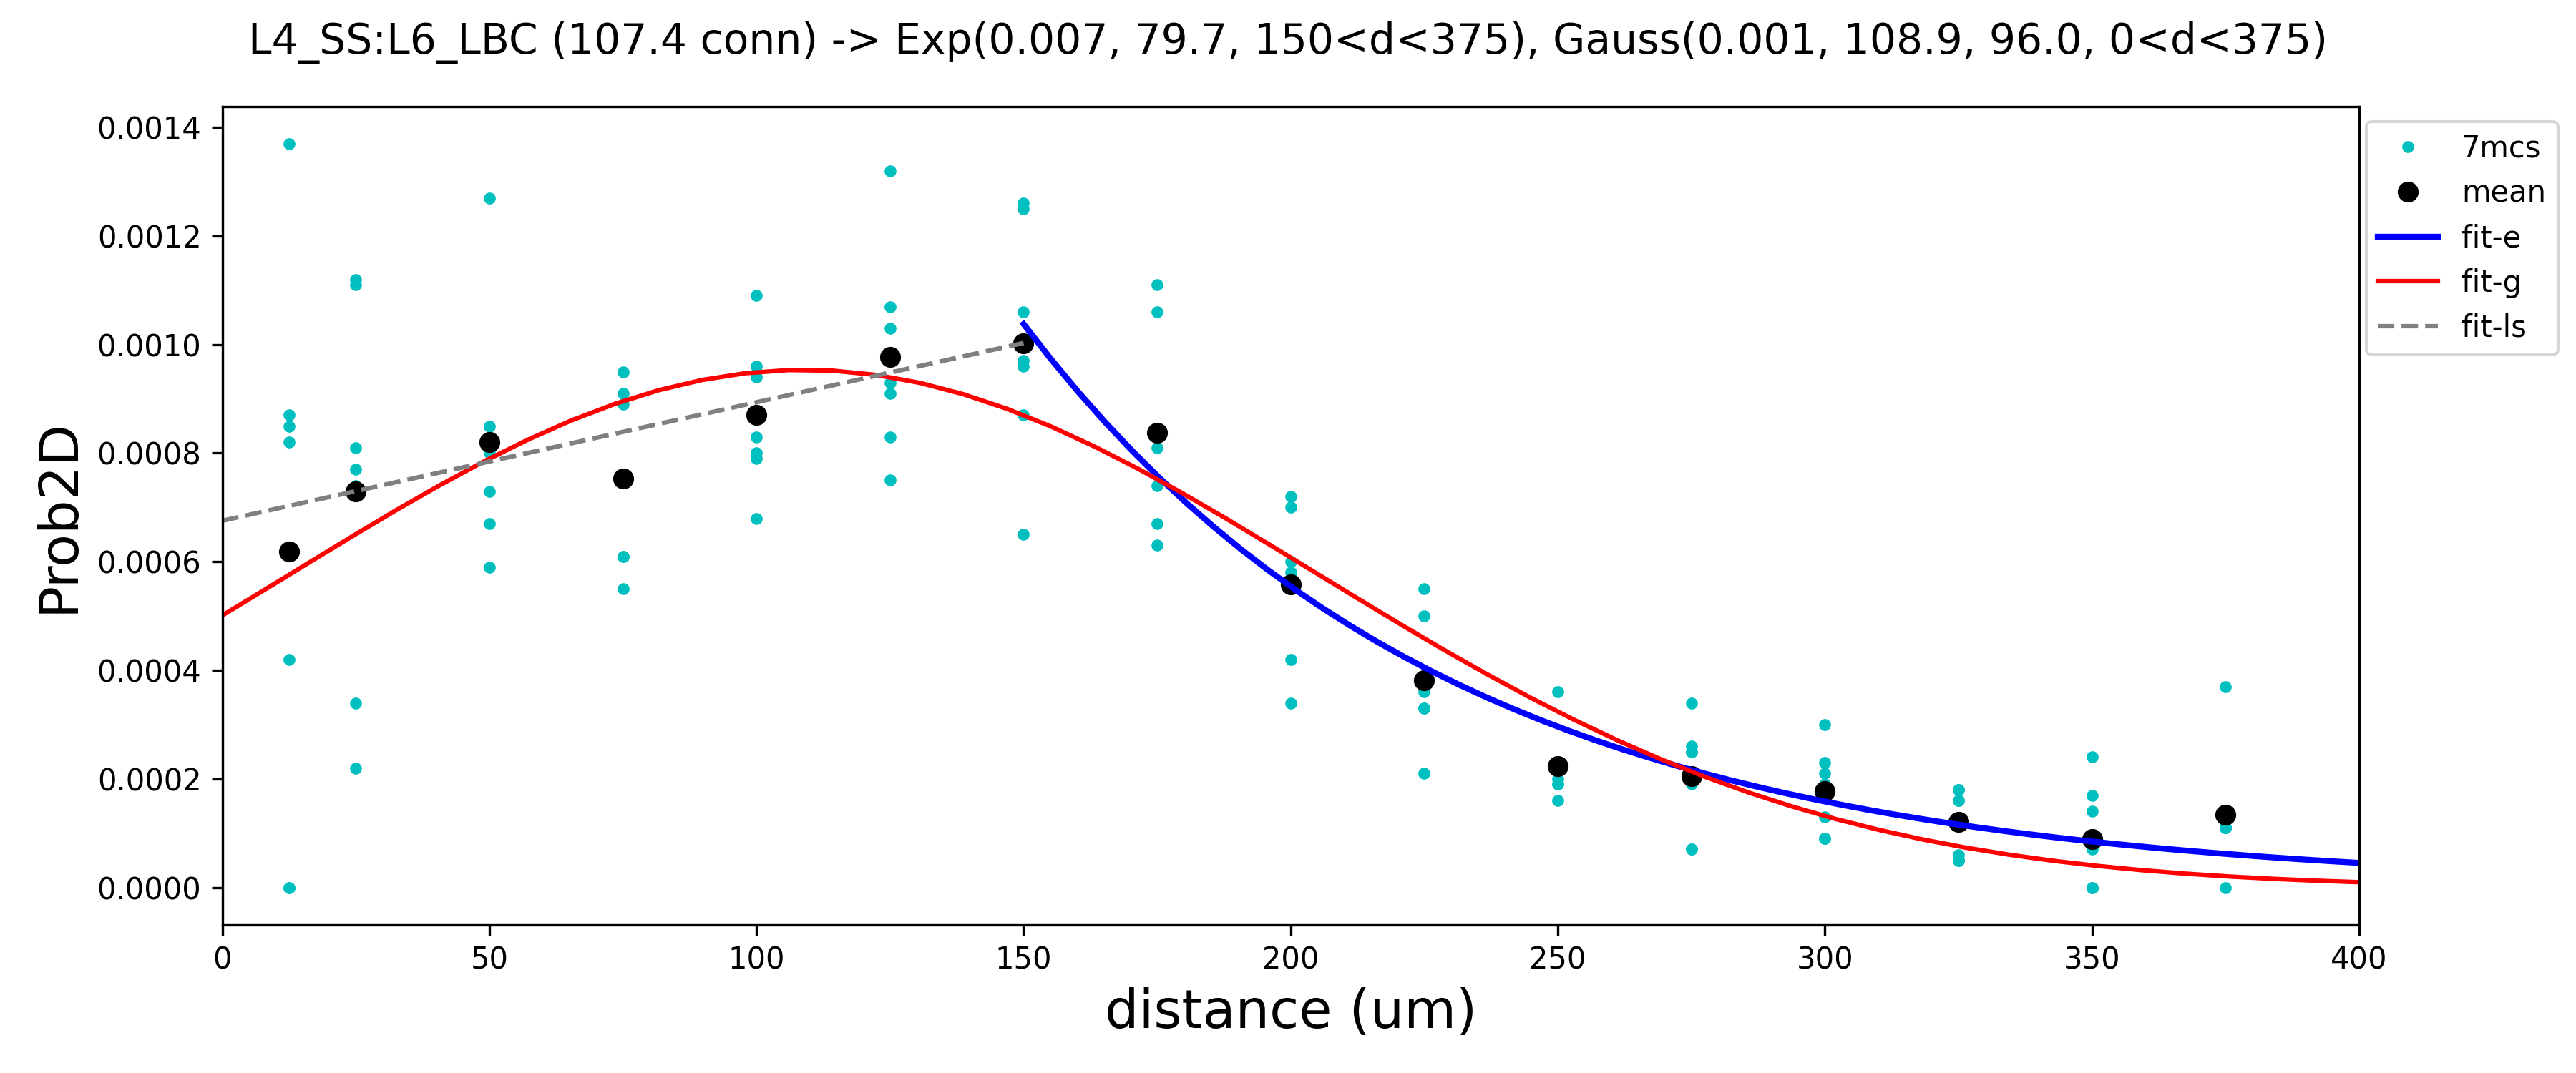 L4_SS:L6_LBC (107.4 conn) -> Exp(0.007, 79.7, 150<d<375), Gauss(0.001, 108.9, 96.0, 0<d<375)
0.0014
0.0012
0.0010
0.0008
0.0006
0.0004
0.0002
0.0000
Prob2D
0 50 100 150 200 250 300 350 400
distance (um)
7mcs
mean
fit-e
fit-g
fit-ls